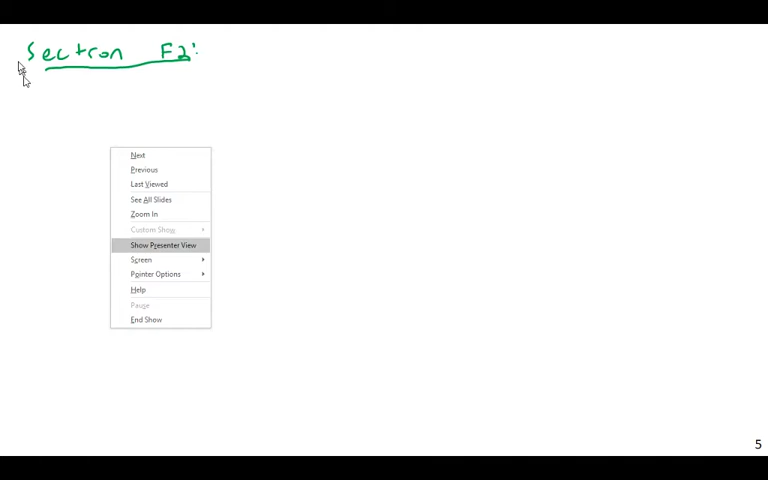 Section F2:
Next
Previous
Last Viewed
See All Slides
Zoom In
Custom Show
Show Presenter View
Screen
Pointer Options
Help
Pause
End Show
5